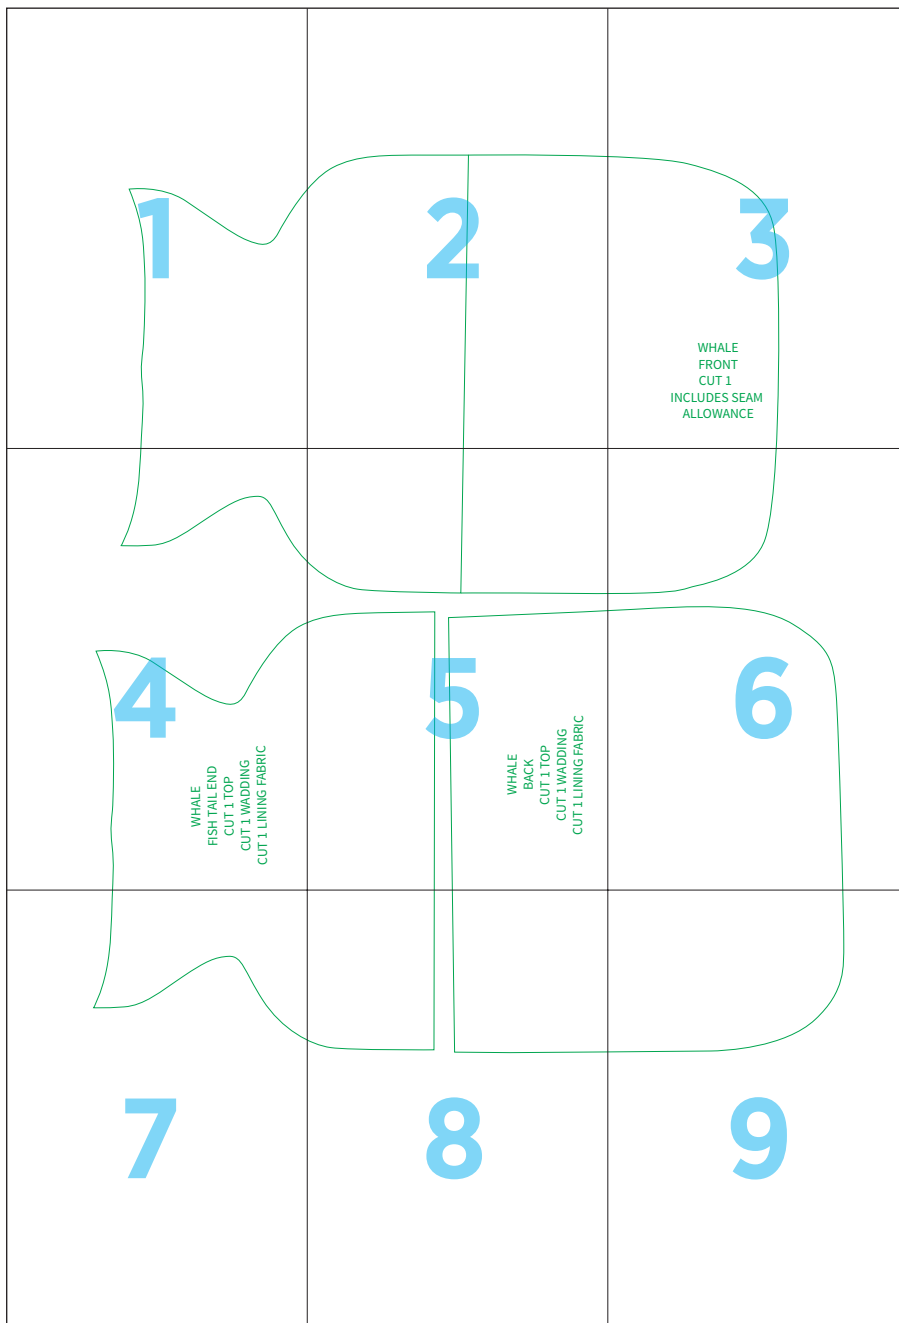 1
2
3
WHALE
FRONT
CUT 1
INCLUDES SEAM
ALLOWANCE
4
5
6
WHALE
FISH TAIL END
CUT 1 TOP
CUT 1 WADDING
CUT 1 LINING FABRIC
WHALE
BACK
CUT 1 TOP
CUT 1 WADDING
CUT 1 LINING FABRIC
7
8
9